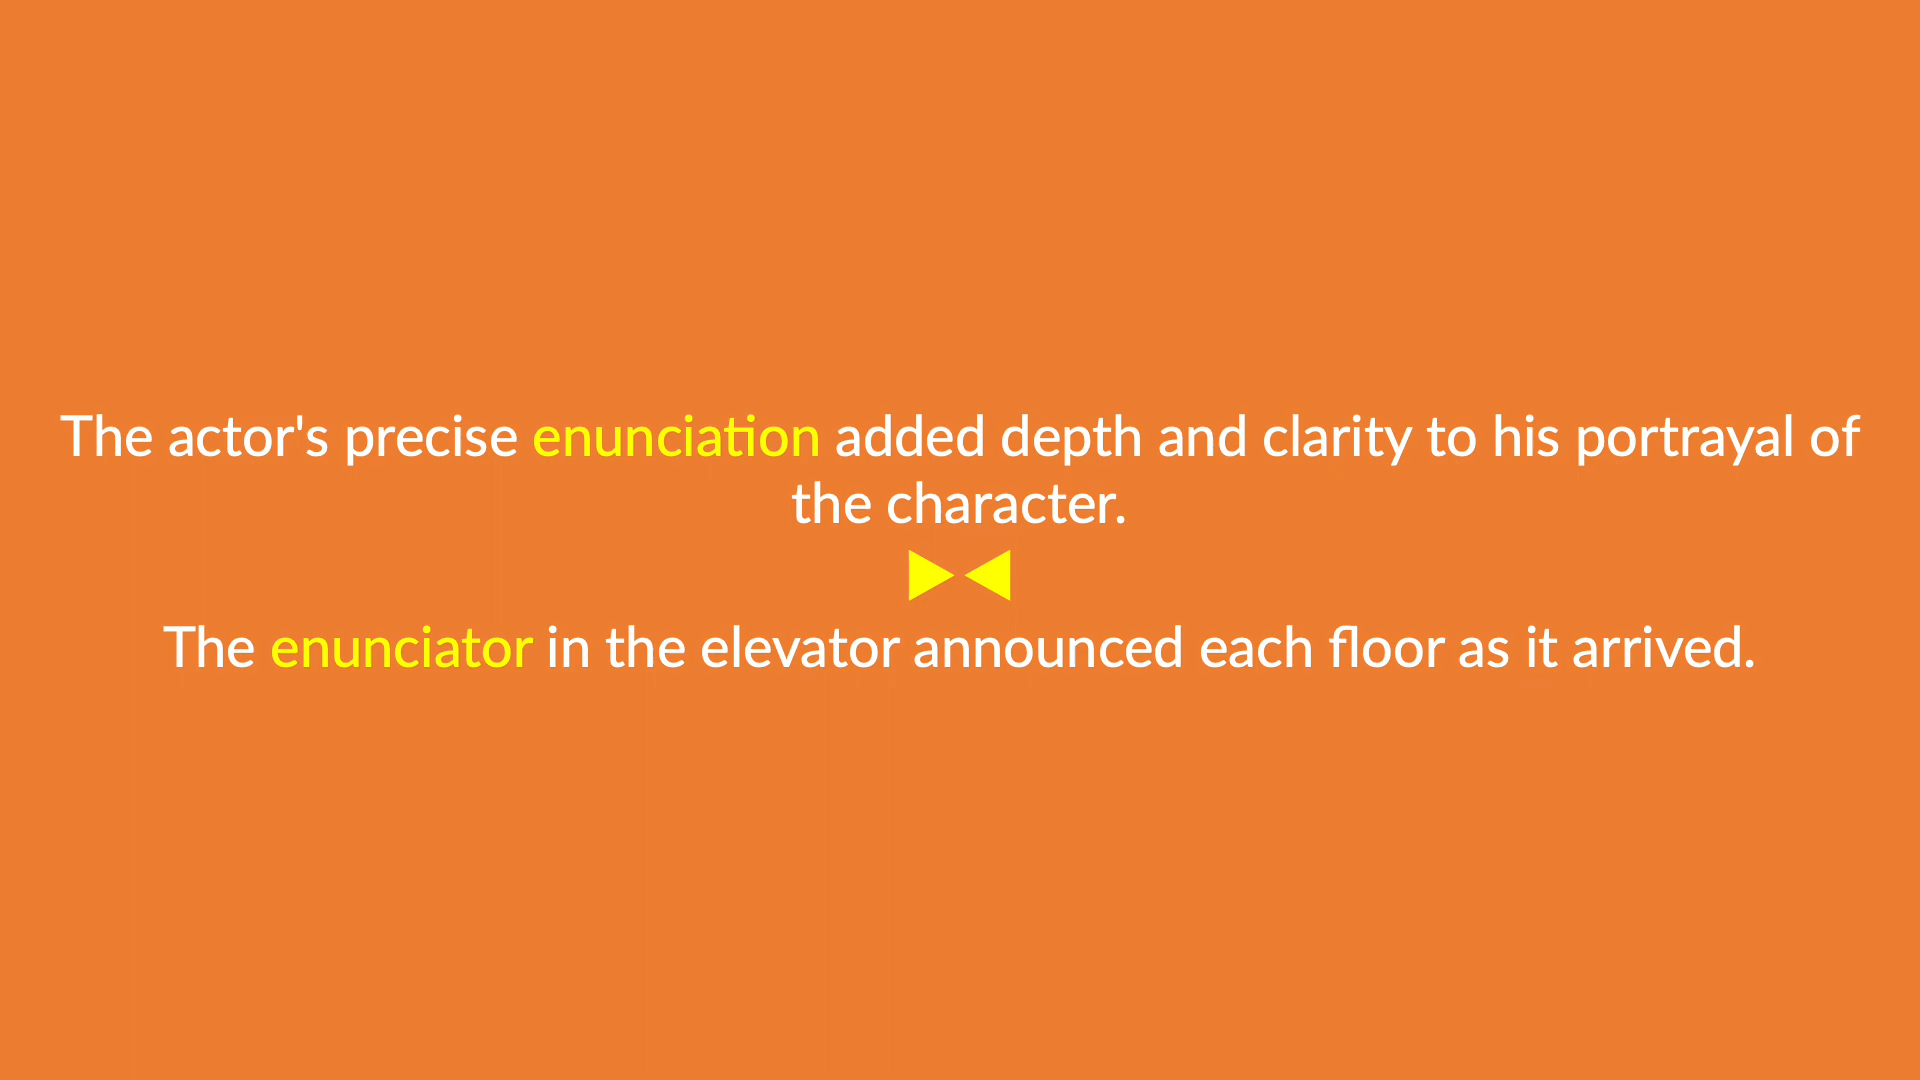 The actor's precise enunciation added depth and clarity to his portrayal of
the character.
The enunciator in the elevator announced each floor as it arrived.